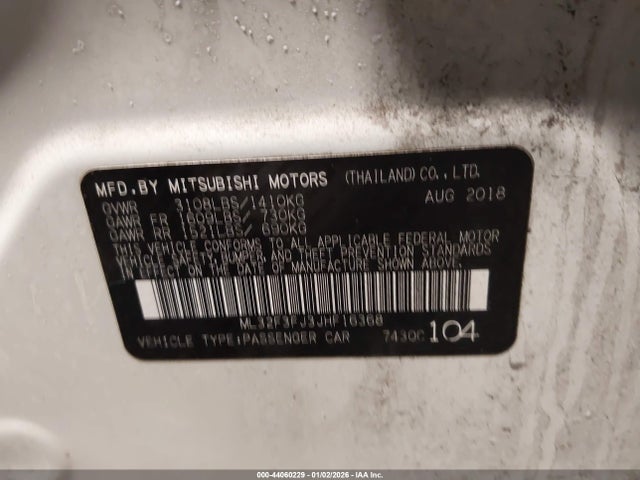 MFD.BY MITSUBISHI MOTORS (THAILAND) CO., LTD.
GVWR 3108LBS/1410KG AUG 2018
GAWR FR 1609LBS/ 730KG
GAWR RR 1521LBS/ 690KG
THIS VEHICLE CONFORMS TO ALL APPLICABLE FEDERAL MOTOR
VEHICLE SAFETY, BUMPER, AND THEFT PREVENTION STANDARDS
IN EFFECT ON THE DATE OF MANUFACTURE SHOWN ABOVE.
ML32F3FJ3JHF16368
VEHICLE TYPE:PASSENGER CAR 7430C 104
000-44060229 - 01/02/2026 - IAA Inc.